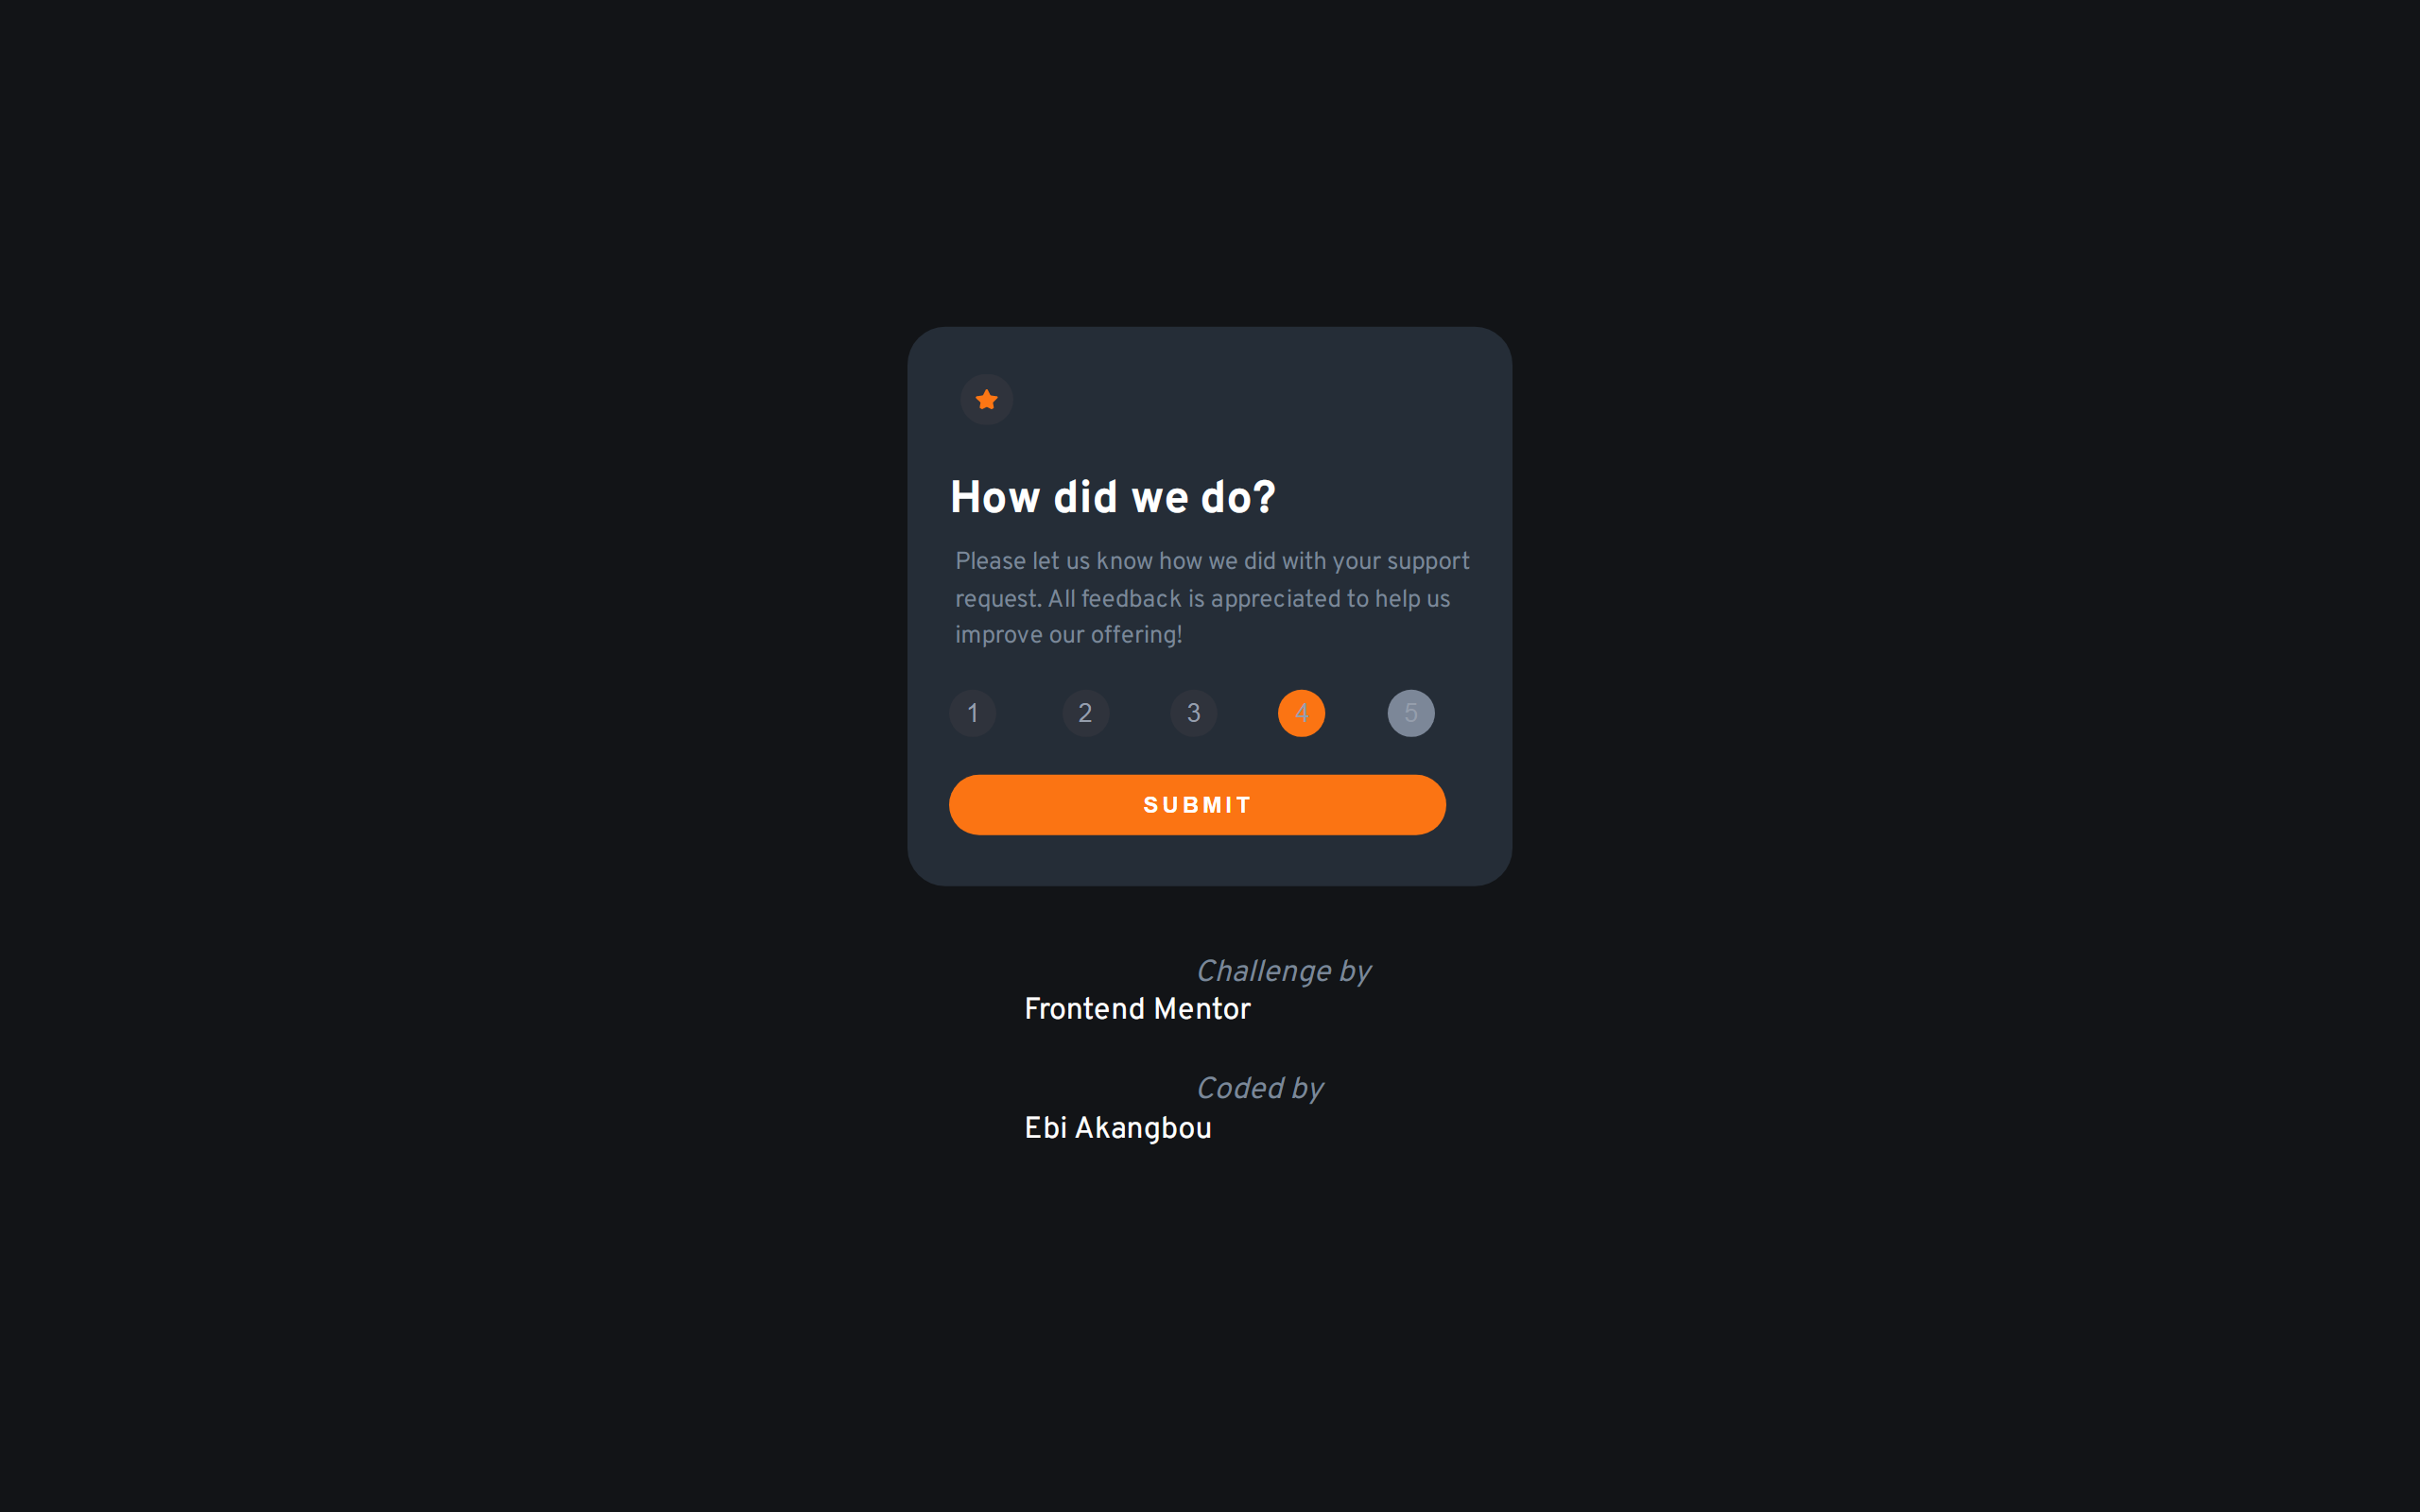 How did we do?
Please let us know how we did with your support
request. All feedback is appreciated to help us
improve our offering!
1 2 3 4 5
SUBMIT
Challenge by
Frontend Mentor
Coded by
Ebi Akangbou